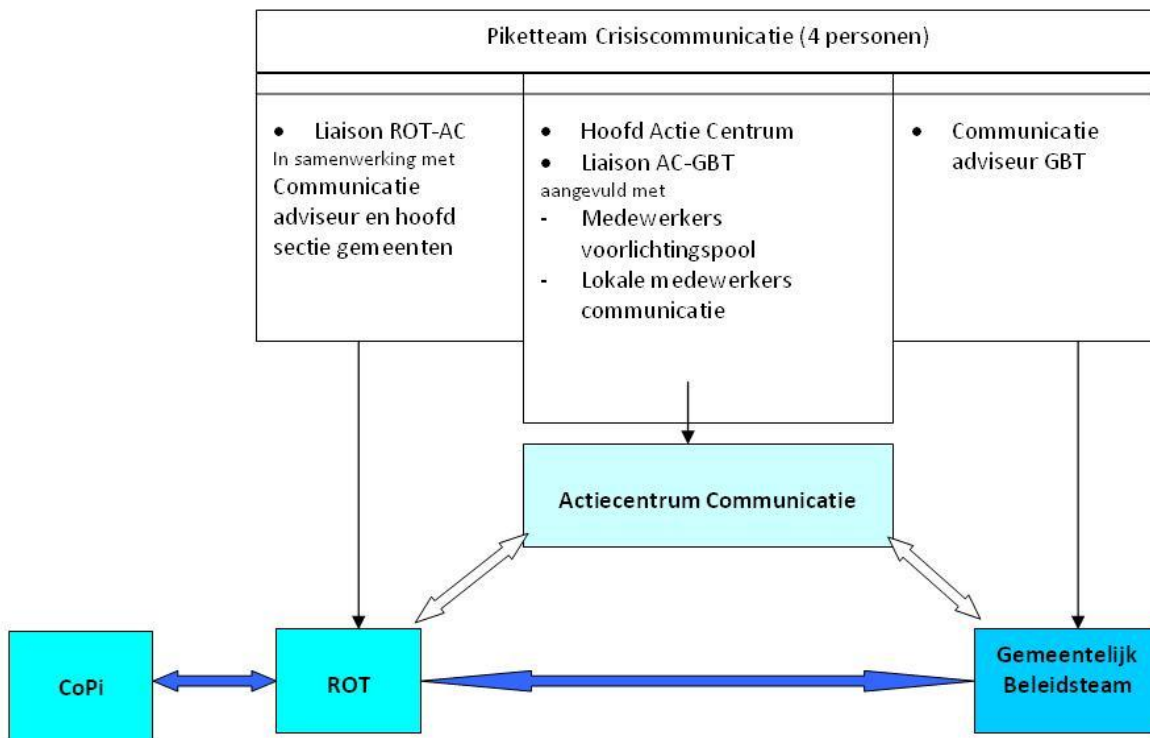 Piketteam Crisiscommunicatie (4 personen)
● Liaison ROT-AC
In samenwerking met
Communicatie
adviseur en hoofd
sectie gemeenten
● Hoofd Actie Centrum
● Liaison AC-GBT
aangevuld met
- Medewerkers
voorlichtingspool
- Lokale medewerkers
communicatie
● Communicatie
adviseur GBT
Actiecentrum Communicatie
CoPi
ROT
Gemeentelijk
Beleidsteam